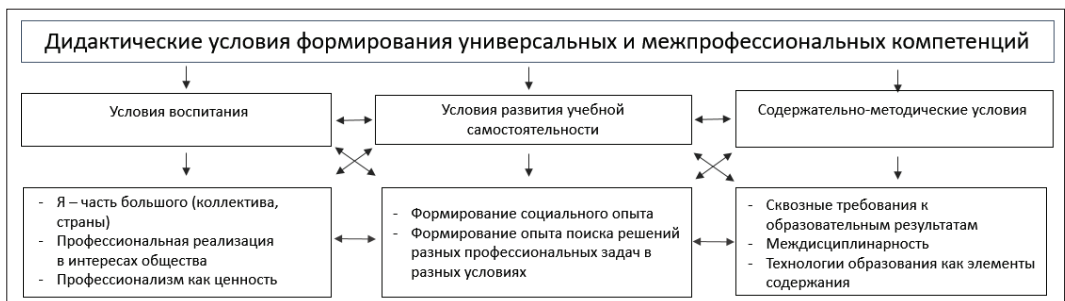 Дидактические условия формирования универсальных и межпрофессиональных компетенций
Условия воспитания
Условия развития учебной
самостоятельности
Содержательно-методические условия
- Я – часть большого (коллектива,
страны)
- Профессиональная реализация
в интересах общества
- Профессионализм как ценность
- Формирование социального опыта
- Формирование опыта поиска решений
разных профессиональных задач в
разных условиях
- Сквозные требования к
образовательным результатам
- Междисциплинарность
- Технологии образования как элементы
содержания